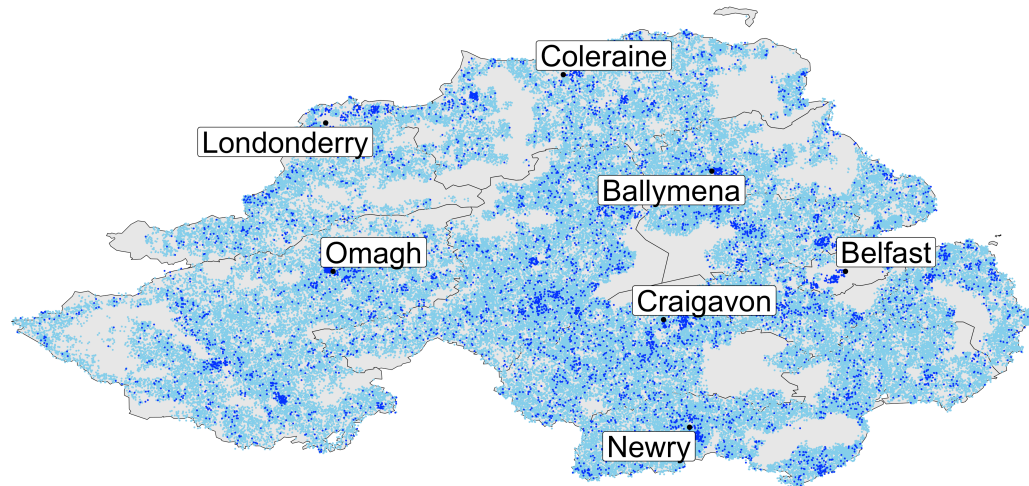 Coleraine
Londonderry
Ballymena
Omagh
Belfast
Craigavon
Newry